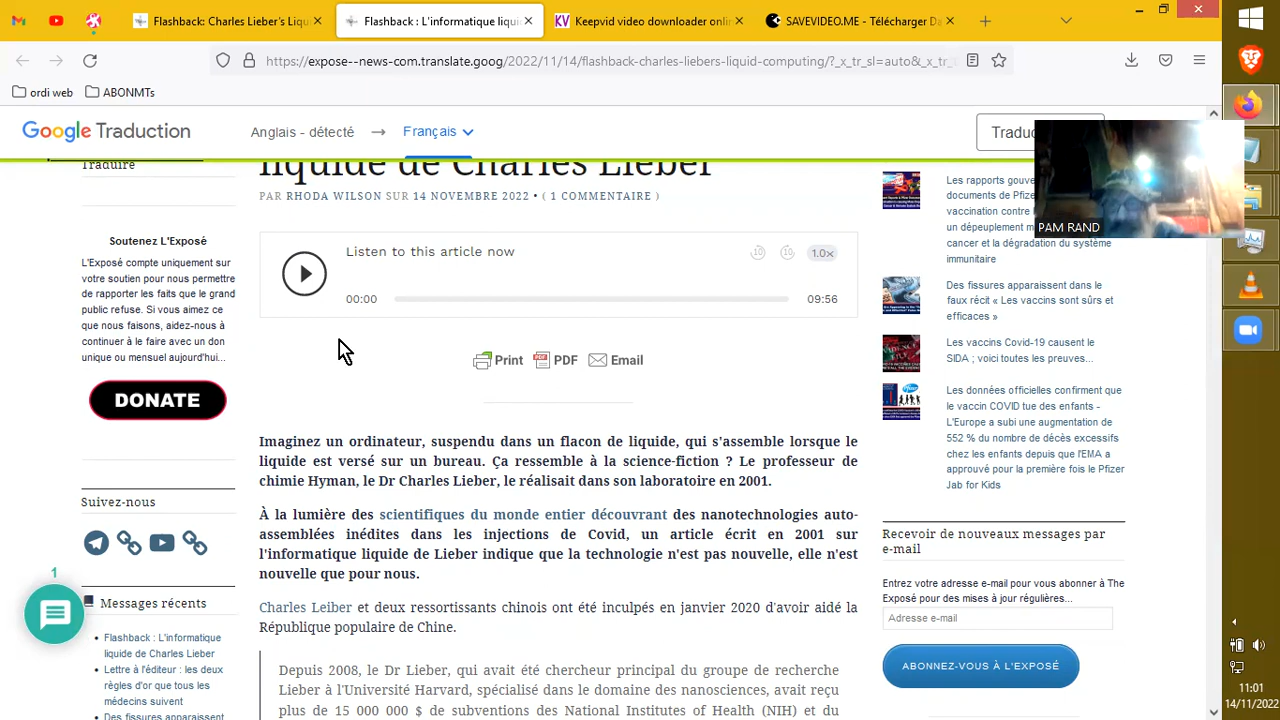 Flashback: Charles Lieber's Liqu
Flashback : L'informatique liqui
Keepvid video downloader onlin
SAVEVIDEO.ME - Télécharger Da
https://expose--news-com.translate.goog/2022/11/14/flashback-charles-liebers-liquid-computing/?_x_tr_sl=auto&_x_tr_
ordi web
ABONMTs
Google Traduction
Anglais - détecté
Français
Traduc
PAM RAND
Traduire
Soutenez L'Exposé
L'Exposé compte uniquement sur
votre soutien pour nous permettre
de rapporter les faits que le grand
public refuse. Si vous aimez ce
que nous faisons, aidez-nous à
continuer à le faire avec un don
unique ou mensuel aujourd'hui...
DONATE
Suivez-nous
1
Messages récents
Flashback : L'informatique
liquide de Charles Lieber
Lettre à l'éditeur : les deux
règles d'or que tous les
médecins suivent
Des fissures apparaissent
liquide de Charles Lieber
PAR RHODA WILSON SUR 14 NOVEMBRE 2022 • ( 1 COMMENTAIRE )
Listen to this article now
10
10
1.0x
00:00
09:56
Print
PDF
Email
Imaginez un ordinateur, suspendu dans un flacon de liquide, qui s'assemble lorsque le
liquide est versé sur un bureau. Ça ressemble à la science-fiction ? Le professeur de
chimie Hyman, le Dr Charles Lieber, le réalisait dans son laboratoire en 2001.
À la lumière des scientifiques du monde entier découvrant des nanotechnologies auto-
assemblées inédites dans les injections de Covid, un article écrit en 2001 sur
l'informatique liquide de Lieber indique que la technologie n'est pas nouvelle, elle n'est
nouvelle que pour nous.
Charles Leiber et deux ressortissants chinois ont été inculpés en janvier 2020 d'avoir aidé la
République populaire de Chine.
Depuis 2008, le Dr Lieber, qui avait été chercheur principal du groupe de recherche
Lieber à l'Université Harvard, spécialisé dans le domaine des nanosciences, avait reçu
plus de 15 000 000 $ de subventions des National Institutes of Health (NIH) et du
Les rapports gouve
documents de Pfize
vaccination contre l
un dépeuplement m
cancer et la dégradation du système
immunitaire
Des fissures apparaissent dans le
faux récit « Les vaccins sont sûrs et
efficaces »
Les vaccins Covid-19 causent le
SIDA ; voici toutes les preuves...
Les données officielles confirment que
le vaccin COVID tue des enfants -
L'Europe a subi une augmentation de
552 % du nombre de décès excessifs
chez les enfants depuis que l'EMA a
approuvé pour la première fois le Pfizer
Jab for Kids
Recevoir de nouveaux messages par
e-mail
Entrez votre adresse e-mail pour vous abonner à The
Exposé pour des mises à jour régulières...
Adresse e-mail
ABONNEZ-VOUS À L'EXPOSÉ
11:01
14/11/2022